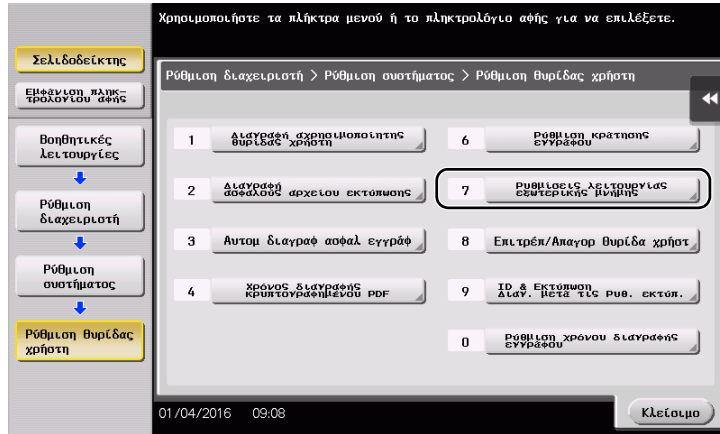 Χρησιμοποιήστε τα πλήκτρα μενού ή το πληκτρολόγιο αφής για να επιλέξετε.
Σελιδοδείκτης
Εμφάνιση πληκ-
τρολογίου αφής
Βοηθητικές
λειτουργίες
Ρύθμιση
διαχειριστή
Ρύθμιση
συστήματος
Ρύθμιση θυρίδας
χρήστη
Ρύθμιση διαχειριστή > Ρύθμιση συστήματος > Ρύθμιση θυρίδας χρήστη
1 Διαγραφή αχρησιμοποίητης
θυρίδας χρήστη
2 Διαγραφή
ασφαλούς αρχείου εκτύπωσης
3 Αυτομ διαγραφ ασφαλ εγγράφ
4 Χρόνος διαγραφής
κρυπτογραφημένου PDF
6 Ρύθμιση κράτησης
εγγράφου
7 Ρυθμίσεις λειτουργίας
εξωτερικής μνήμης
8 Επιτρέπ/Απαγορ θυρίδα χρήστ
9 ID & Εκτύπωση
Διαγ. μετά τις ρυθ. εκτύπ.
0 Ρύθμιση χρόνου διαγραφής
εγγράφου
01/04/2016 09:08
Κλείσιμο